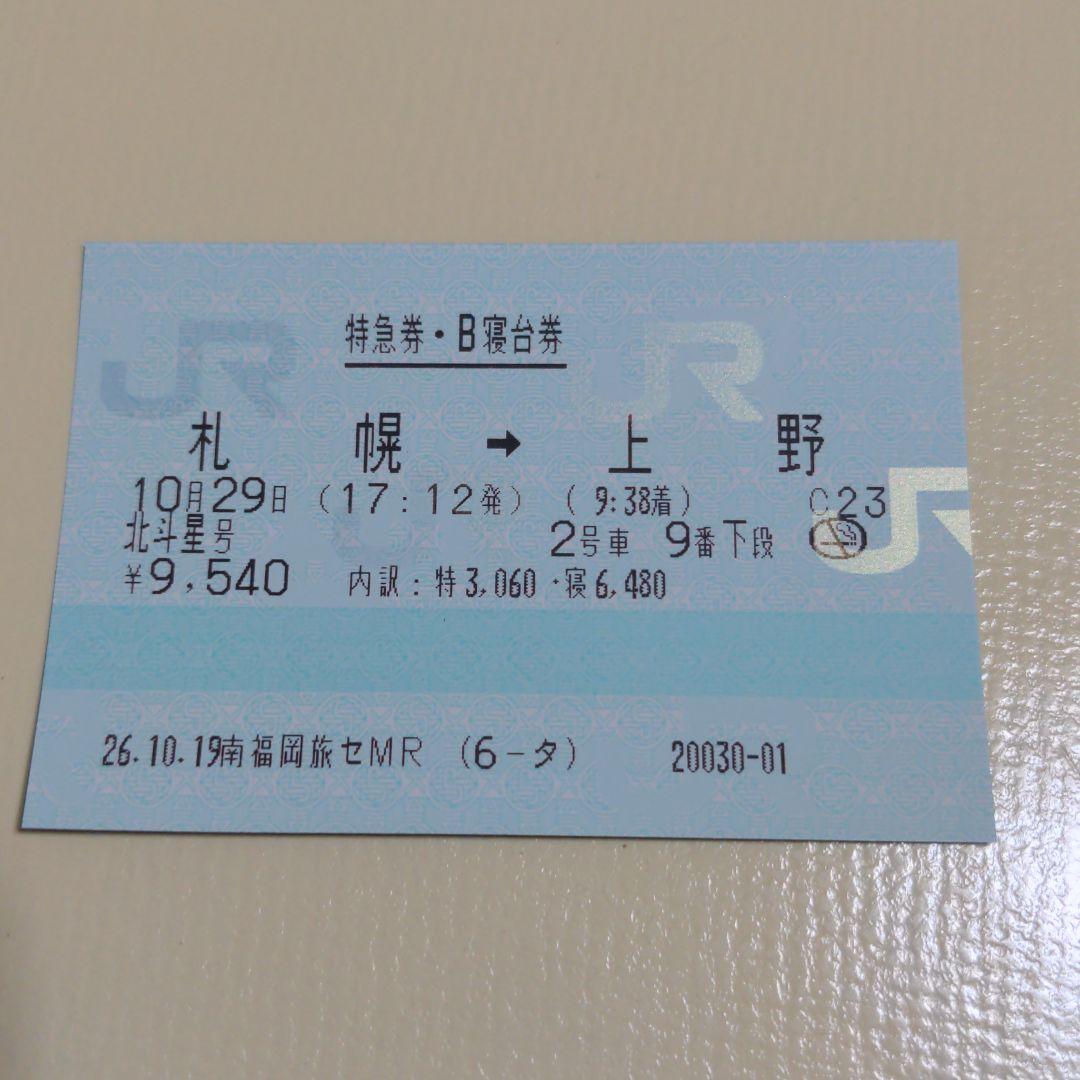 特急券・B寝台券
札幌 → 上野
10月29日 (17:12発) (9:38着) C23
北斗星号 2号車 9番下段
¥9,540 内訳:特3,060・寝6,480
26.10.19南福岡旅セMR (6-タ) 20030-01
JR JR
JR